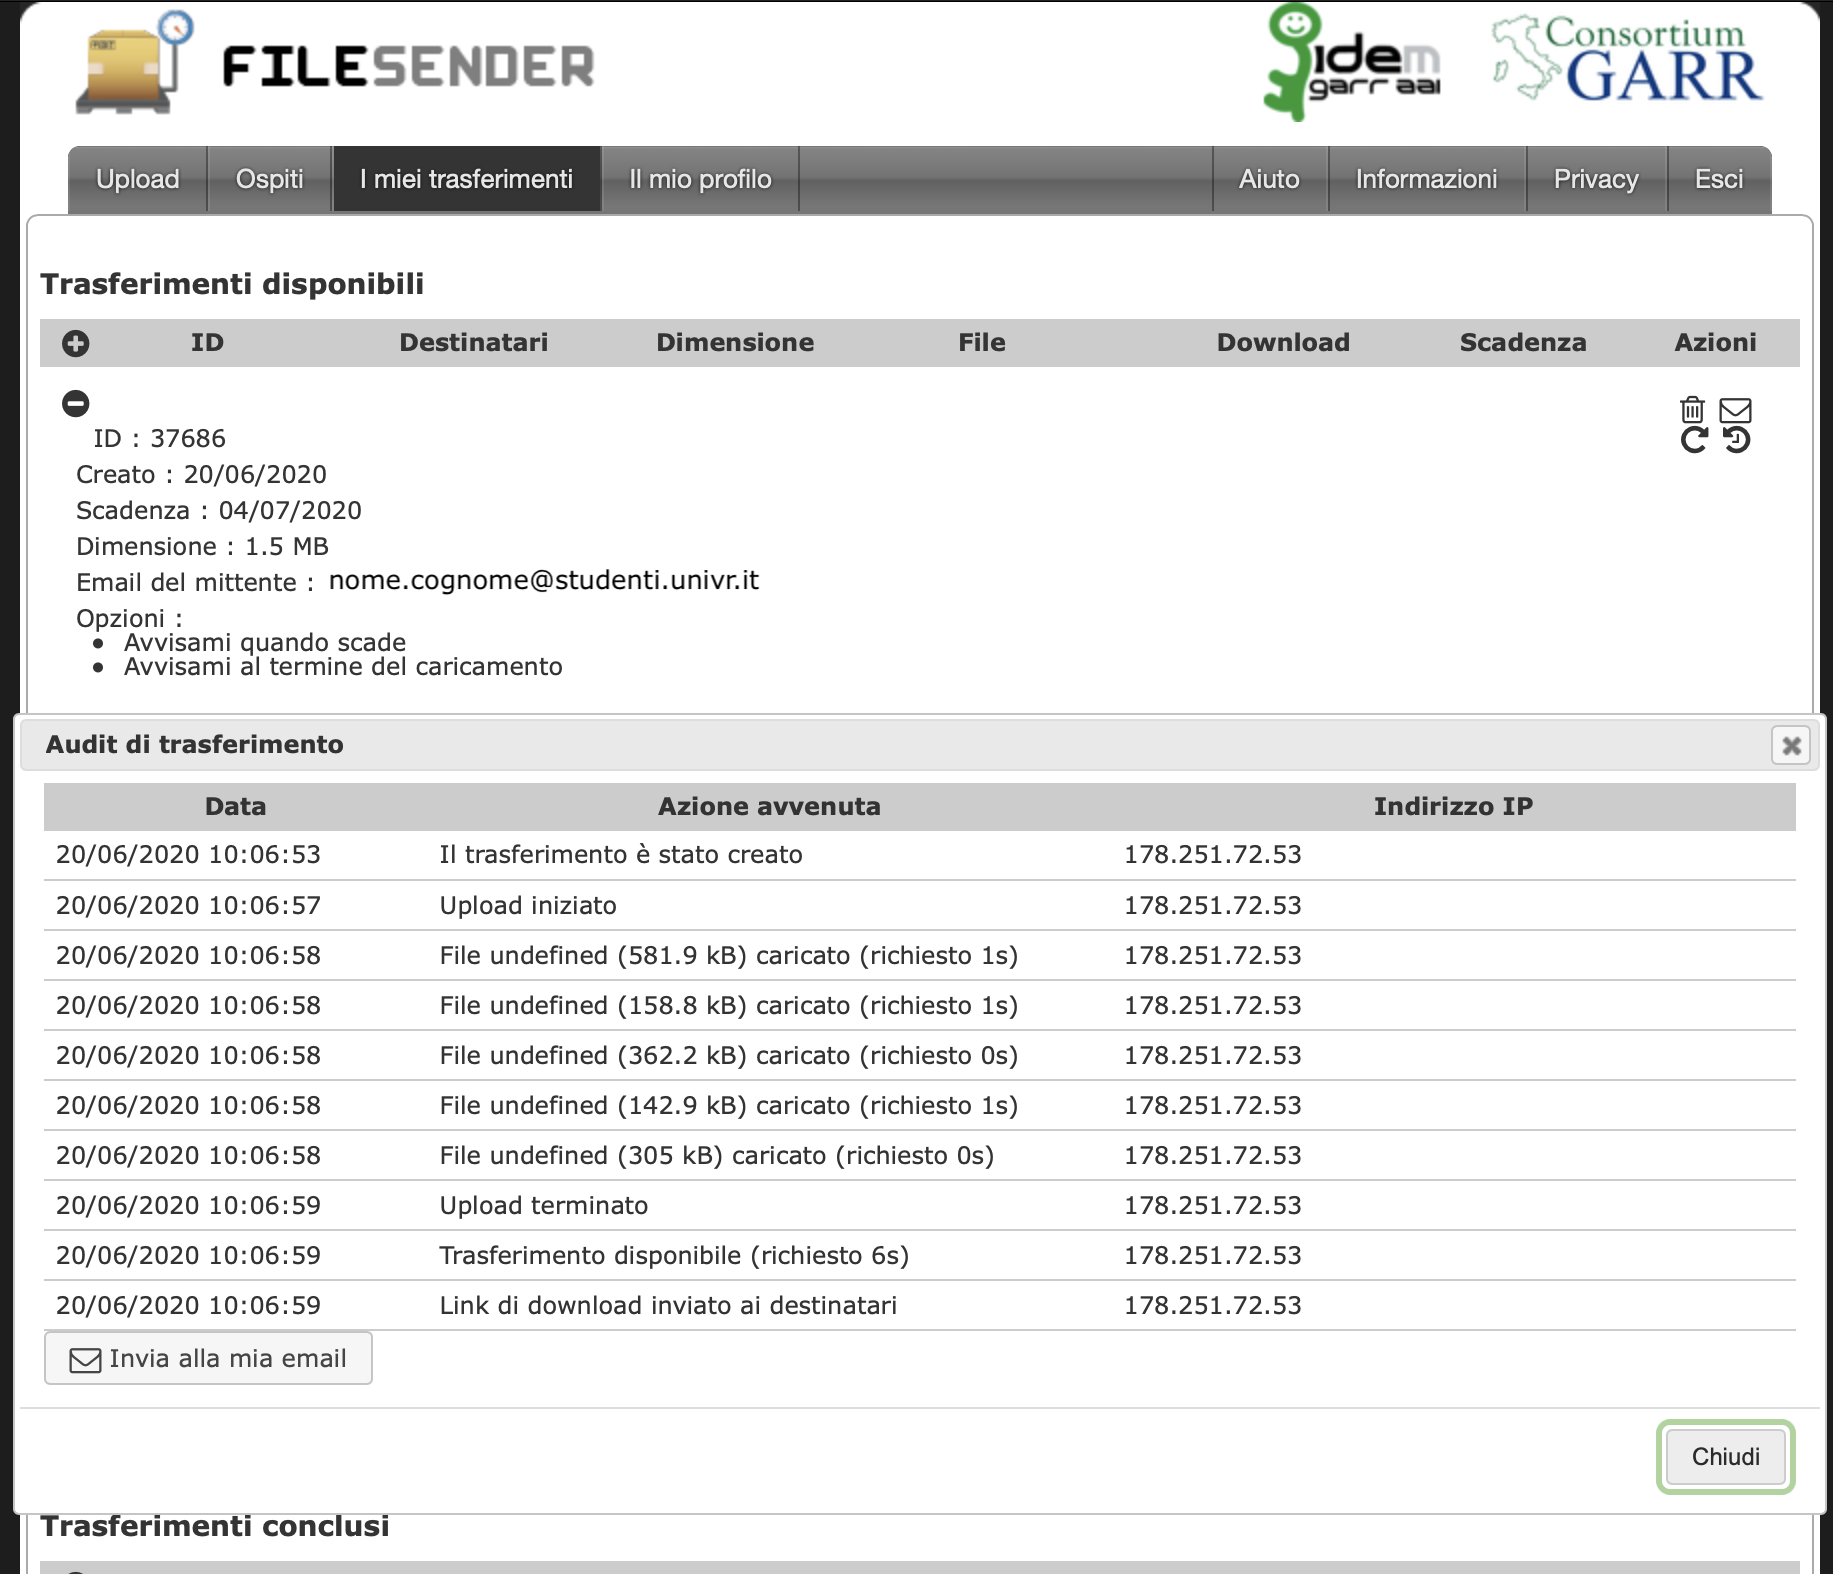 FILESENDER
idem
garr aai
Consortium
GARR
Upload Ospiti I miei trasferimenti Il mio profilo Aiuto Informazioni Privacy Esci
Trasferimenti disponibili
ID Destinatari Dimensione File Download Scadenza Azioni
ID : 37686
Creato : 20/06/2020
Scadenza : 04/07/2020
Dimensione : 1.5 MB
Email del mittente : nome.cognome@studenti.univr.it
Opzioni :
• Avvisami quando scade
• Avvisami al termine del caricamento
Audit di trasferimento
Data Azione avvenuta Indirizzo IP
20/06/2020 10:06:53 Il trasferimento è stato creato 178.251.72.53
20/06/2020 10:06:57 Upload iniziato 178.251.72.53
20/06/2020 10:06:58 File undefined (581.9 kB) caricato (richiesto 1s) 178.251.72.53
20/06/2020 10:06:58 File undefined (158.8 kB) caricato (richiesto 1s) 178.251.72.53
20/06/2020 10:06:58 File undefined (362.2 kB) caricato (richiesto 0s) 178.251.72.53
20/06/2020 10:06:58 File undefined (142.9 kB) caricato (richiesto 1s) 178.251.72.53
20/06/2020 10:06:58 File undefined (305 kB) caricato (richiesto 0s) 178.251.72.53
20/06/2020 10:06:59 Upload terminato 178.251.72.53
20/06/2020 10:06:59 Trasferimento disponibile (richiesto 6s) 178.251.72.53
20/06/2020 10:06:59 Link di download inviato ai destinatari 178.251.72.53
Invia alla mia email
Chiudi
Trasferimenti conclusi